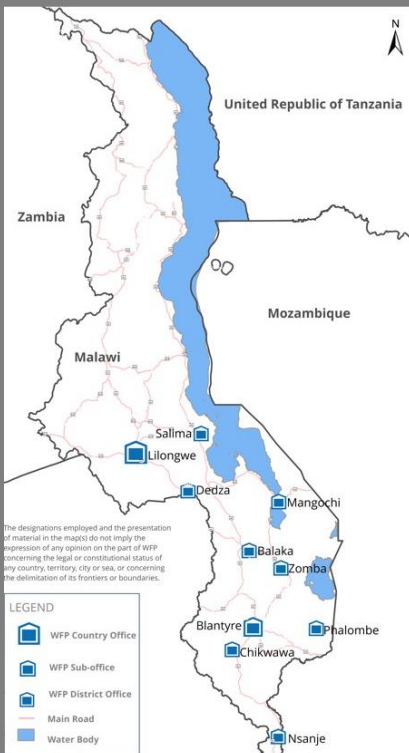 N
United Republic of Tanzania
Zambia
Mozambique
Malawi
Salima
Lilongwe
Dedza
Mangochi
The designations employed and the presentation
of material in the map(s) do not imply the
expression of any opinion on the part of WFP
concerning the legal or constitutional status of
any country, territory, city or sea, or concerning
the delimitation of its frontiers or boundaries.
Balaka
Zomba
LEGEND
WFP Country Office
WFP Sub-office
WFP District Office
Main Road
Water Body
Blantyre
Phalombe
Chikwawa
Nsanje